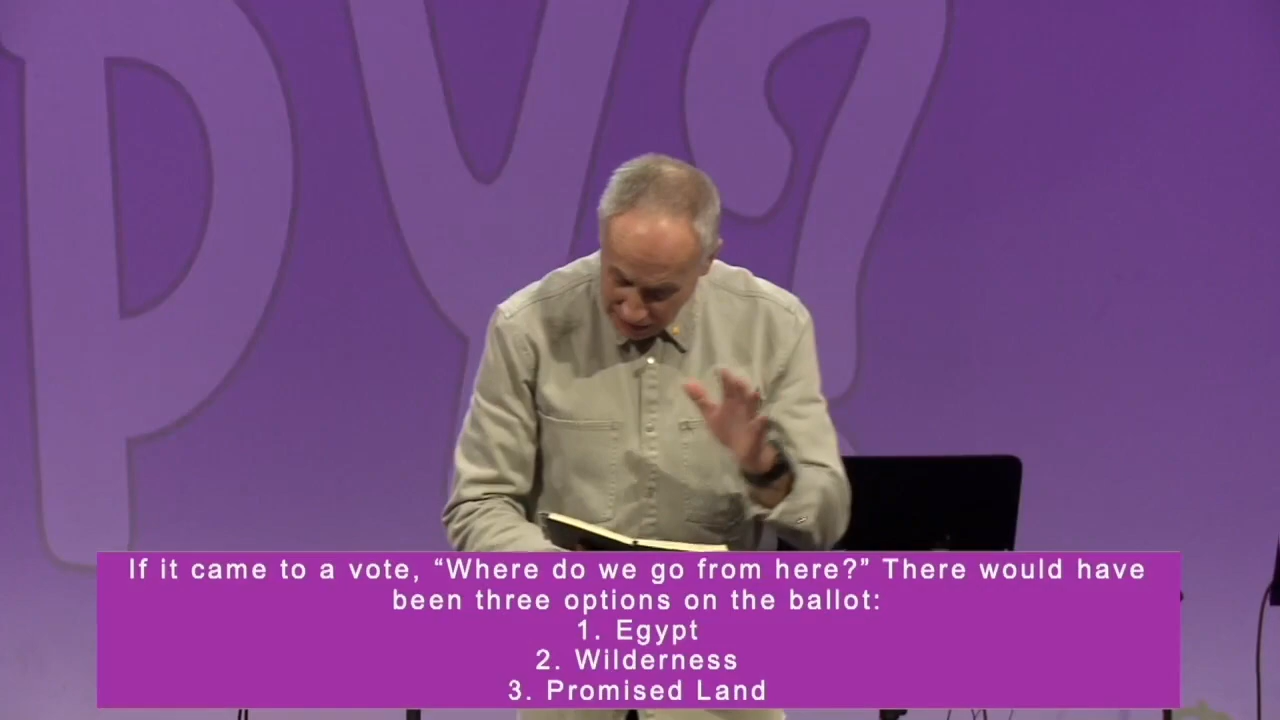 PY?
If it came to a vote, “Where do we go from here?” There would have
been three options on the ballot:
1. Egypt
2. Wilderness
3. Promised Land